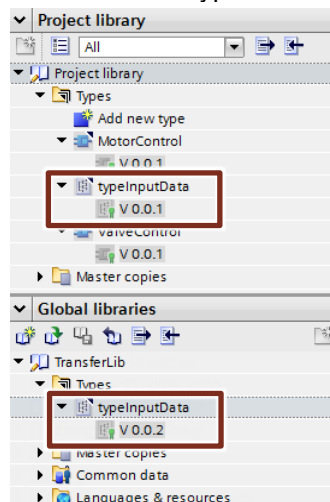 Project library
All
Project library
Types
Add new type
MotorControl
V 0.0.1
typeInputData
V 0.0.1
ValveControl
V 0.0.1
Master copies
Global libraries
TransferLib
Types
typeInputData
V 0.0.2
Master copies
Common data
Languages & resources